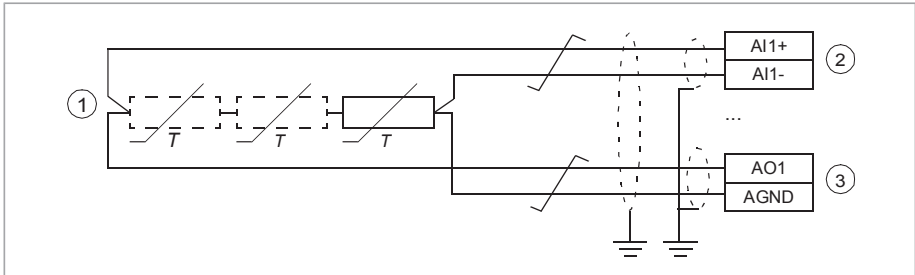 AI1+
②
AI1-
①
T T T
...
AO1
③
AGND